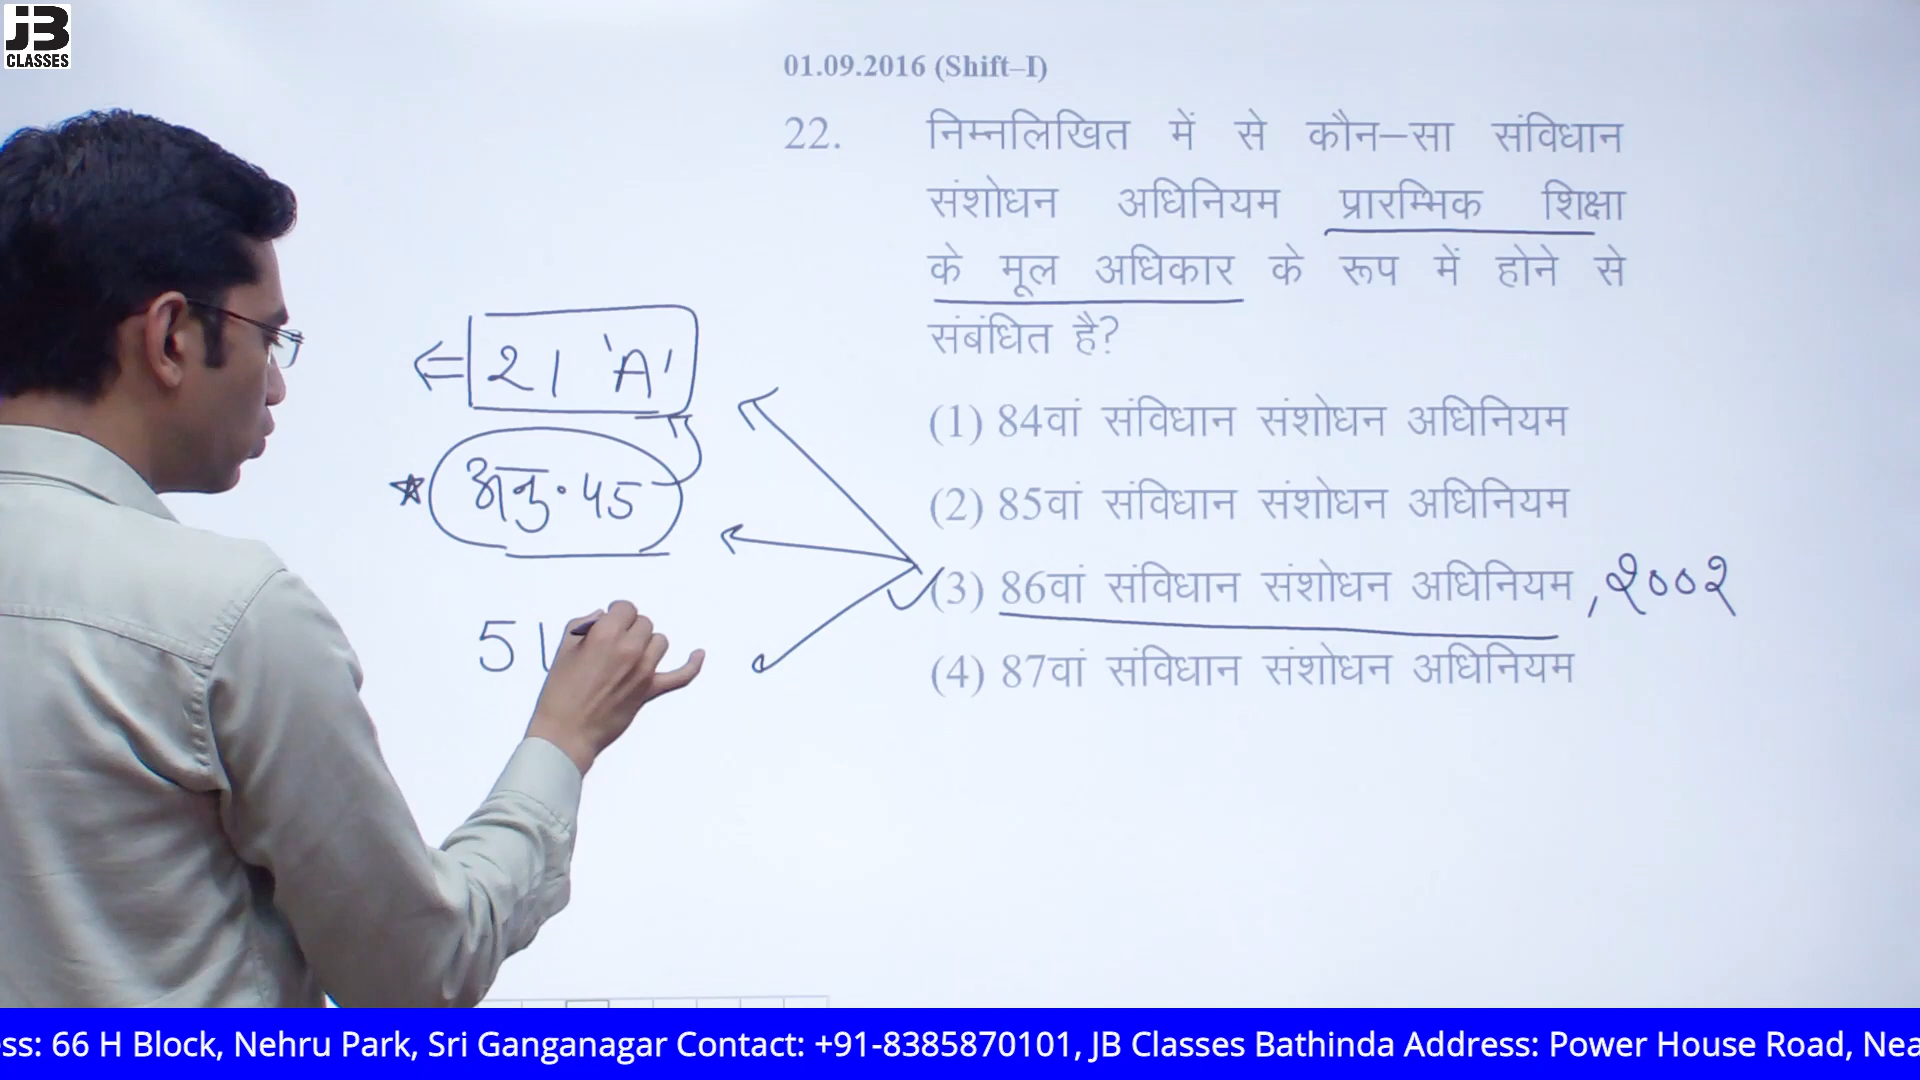 JB
CLASSES
01.09.2016 (Shift–I)
22. निम्नलिखित में से कौन–सा संविधान
संशोधन अधिनियम प्रारम्भिक शिक्षा
के मूल अधिकार के रूप में होने से
संबंधित है?
(1) 84वां संविधान संशोधन अधिनियम
(2) 85वां संविधान संशोधन अधिनियम
(3) 86वां संविधान संशोधन अधिनियम , २००२
(4) 87वां संविधान संशोधन अधिनियम
21 'A'
अनु. 45
51
ss: 66 H Block, Nehru Park, Sri Ganganagar Contact: +91-8385870101, JB Classes Bathinda Address: Power House Road, Nea